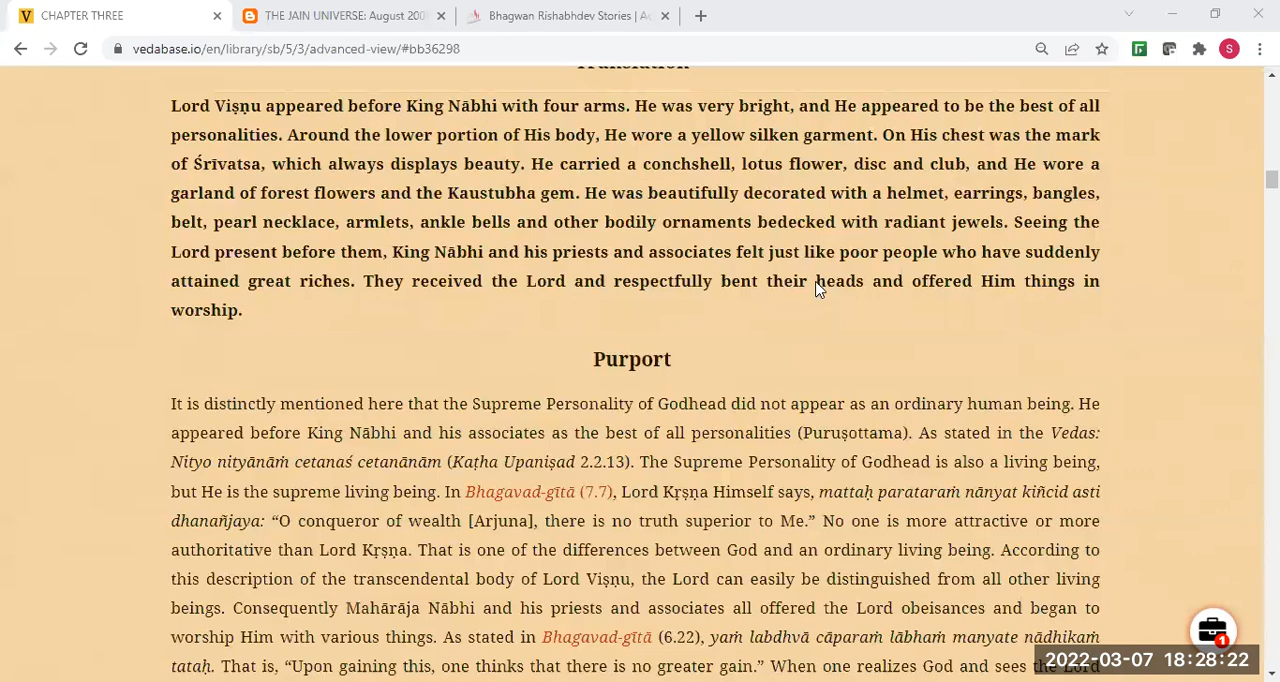 CHAPTER THREE
THE JAIN UNIVERSE: August 200
Bhagwan Rishabhdev Stories | A
vedabase.io/en/library/sb/5/3/advanced-view/#bb36298
S
Translation
Lord Viṣṇu appeared before King Nābhi with four arms. He was very bright, and He appeared to be the best of all
personalities. Around the lower portion of His body, He wore a yellow silken garment. On His chest was the mark
of Śrīvatsa, which always displays beauty. He carried a conchshell, lotus flower, disc and club, and He wore a
garland of forest flowers and the Kaustubha gem. He was beautifully decorated with a helmet, earrings, bangles,
belt, pearl necklace, armlets, ankle bells and other bodily ornaments bedecked with radiant jewels. Seeing the
Lord present before them, King Nābhi and his priests and associates felt just like poor people who have suddenly
attained great riches. They received the Lord and respectfully bent their heads and offered Him things in
worship.
Purport
It is distinctly mentioned here that the Supreme Personality of Godhead did not appear as an ordinary human being. He
appeared before King Nābhi and his associates as the best of all personalities (Puruṣottama). As stated in the Vedas:
Nityo nityānāṁ cetanaś cetanānām (Kaṭha Upaniṣad 2.2.13). The Supreme Personality of Godhead is also a living being,
but He is the supreme living being. In Bhagavad-gītā (7.7), Lord Kṛṣṇa Himself says, mattaḥ parataraṁ nānyat kiñcid asti
dhanañjaya: “O conqueror of wealth [Arjuna], there is no truth superior to Me.” No one is more attractive or more
authoritative than Lord Kṛṣṇa. That is one of the differences between God and an ordinary living being. According to
this description of the transcendental body of Lord Viṣṇu, the Lord can easily be distinguished from all other living
beings. Consequently Mahārāja Nābhi and his priests and associates all offered the Lord obeisances and began to
worship Him with various things. As stated in Bhagavad-gītā (6.22), yaṁ labdhvā cāparaṁ lābhaṁ manyate nādhikaṁ
tataḥ. That is, “Upon gaining this, one thinks that there is no greater gain.” When one realizes God and sees the Lord
1
2022-03-07 18:28:22